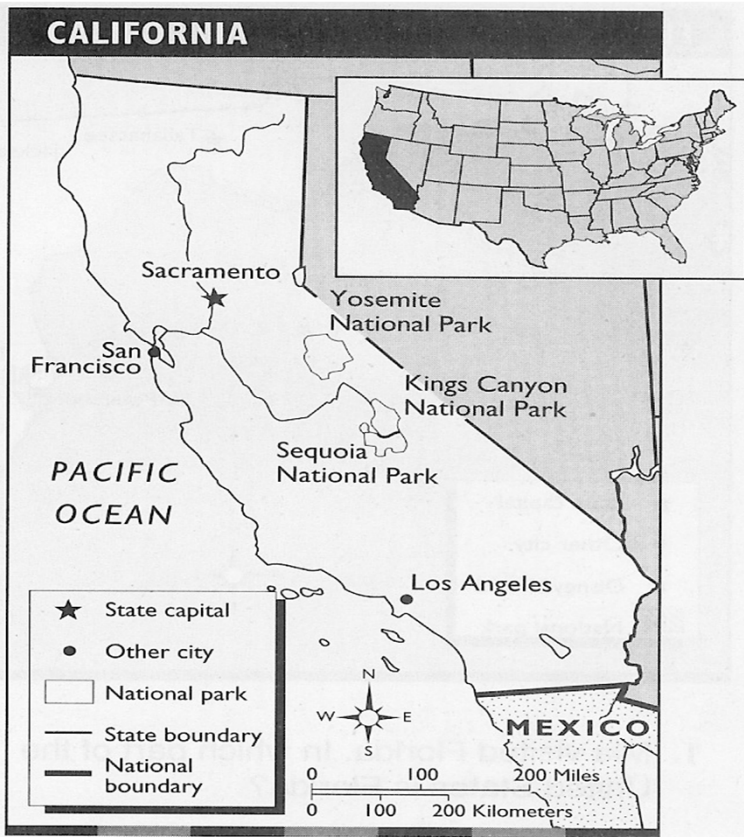 CALIFORNIA
Sacramento
Yosemite
National Park
San
Francisco
Kings Canyon
National Park
Sequoia
National Park
PACIFIC
OCEAN
Los Angeles
State capital
Other city
National park
State boundary
National
boundary
N
W
E
S
MEXICO
0 100 200 Miles
0 100 200 Kilometers